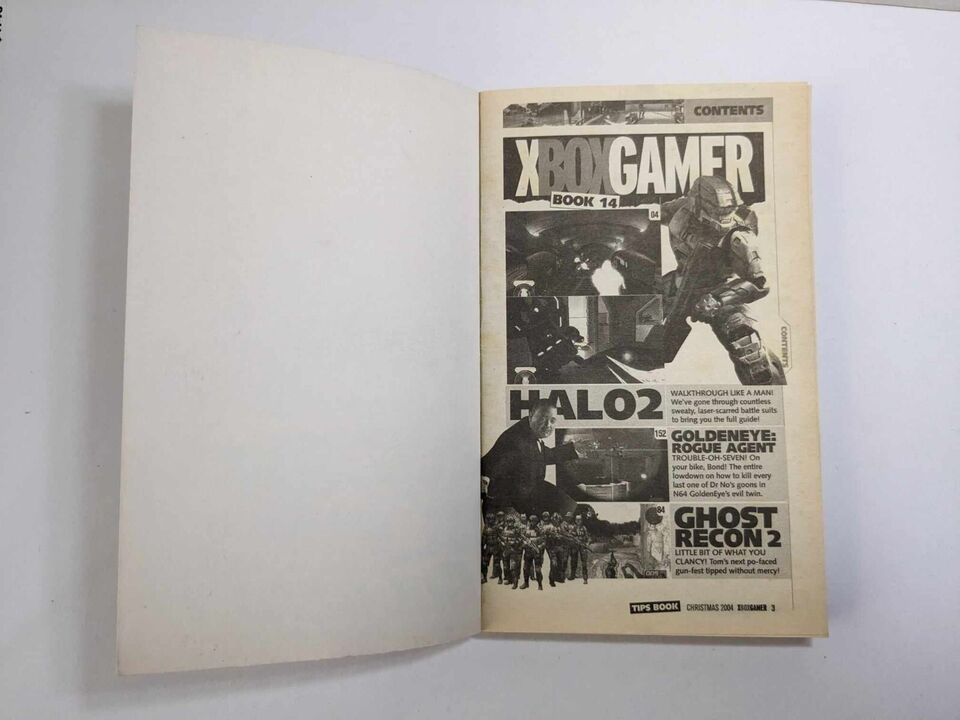 CONTENTS
XBOXGAMER
BOOK 14
04
CONTENTS
HALO2
WALKTHROUGH LIKE A MAN!
We've gone through countless
sweaty, laser-scarred battle suits
to bring you the full guide!
152
GOLDENEYE:
ROGUE AGENT
TROUBLE-OH-SEVEN! On
your bike, Bond! The entire
lowdown on how to kill every
last one of Dr No's goons in
N64 GoldenEye's evil twin.
84
GHOST
RECON 2
LITTLE BIT OF WHAT YOU
CLANCY! Tom's next po-faced
gun-fest tipped without mercy!
TIPS BOOK CHRISTMAS 2004 XBOXGAMER 3